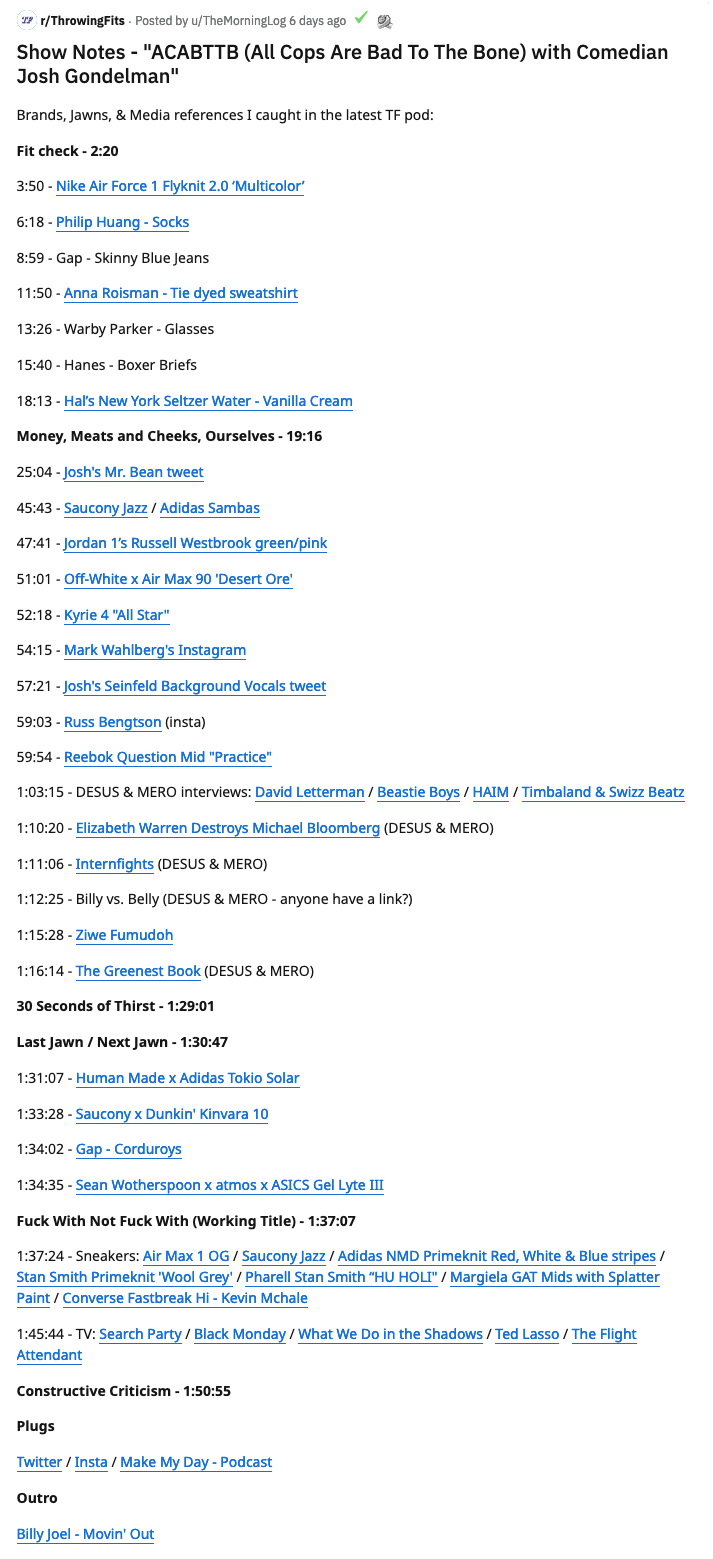 TF r/ThrowingFits · Posted by u/TheMorningLog 6 days ago
Show Notes - "ACABTTB (All Cops Are Bad To The Bone) with Comedian
Josh Gondelman"
Brands, Jawns, & Media references I caught in the latest TF pod:
Fit check - 2:20
3:50 - Nike Air Force 1 Flyknit 2.0 ‘Multicolor’
6:18 - Philip Huang - Socks
8:59 - Gap - Skinny Blue Jeans
11:50 - Anna Roisman - Tie dyed sweatshirt
13:26 - Warby Parker - Glasses
15:40 - Hanes - Boxer Briefs
18:13 - Hal’s New York Seltzer Water - Vanilla Cream
Money, Meats and Cheeks, Ourselves - 19:16
25:04 - Josh's Mr. Bean tweet
45:43 - Saucony Jazz / Adidas Sambas
47:41 - Jordan 1’s Russell Westbrook green/pink
51:01 - Off-White x Air Max 90 'Desert Ore'
52:18 - Kyrie 4 "All Star"
54:15 - Mark Wahlberg's Instagram
57:21 - Josh's Seinfeld Background Vocals tweet
59:03 - Russ Bengtson (insta)
59:54 - Reebok Question Mid "Practice"
1:03:15 - DESUS & MERO interviews: David Letterman / Beastie Boys / HAIM / Timbaland & Swizz Beatz
1:10:20 - Elizabeth Warren Destroys Michael Bloomberg (DESUS & MERO)
1:11:06 - Internfights (DESUS & MERO)
1:12:25 - Billy vs. Belly (DESUS & MERO - anyone have a link?)
1:15:28 - Ziwe Fumudoh
1:16:14 - The Greenest Book (DESUS & MERO)
30 Seconds of Thirst - 1:29:01
Last Jawn / Next Jawn - 1:30:47
1:31:07 - Human Made x Adidas Tokio Solar
1:33:28 - Saucony x Dunkin' Kinvara 10
1:34:02 - Gap - Corduroys
1:34:35 - Sean Wotherspoon x atmos x ASICS Gel Lyte III
Fuck With Not Fuck With (Working Title) - 1:37:07
1:37:24 - Sneakers: Air Max 1 OG / Saucony Jazz / Adidas NMD Primeknit Red, White & Blue stripes /
Stan Smith Primeknit 'Wool Grey' / Pharell Stan Smith “HU HOLI" / Margiela GAT Mids with Splatter
Paint / Converse Fastbreak Hi - Kevin Mchale
1:45:44 - TV: Search Party / Black Monday / What We Do in the Shadows / Ted Lasso / The Flight
Attendant
Constructive Criticism - 1:50:55
Plugs
Twitter / Insta / Make My Day - Podcast
Outro
Billy Joel - Movin' Out